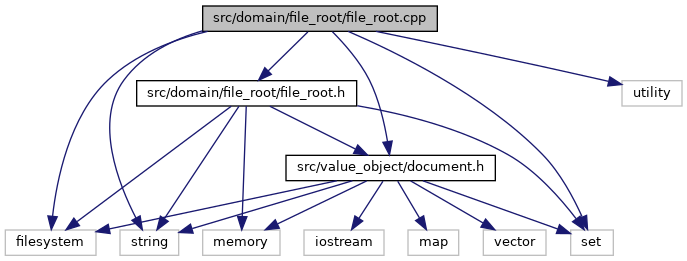 src/domain/file_root/file_root.cpp
src/domain/file_root/file_root.h
utility
src/value_object/document.h
filesystem
string
memory
iostream
map
vector
set